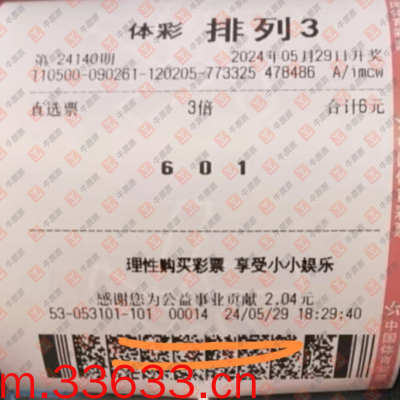 体彩 排列3
第 24140期 2024年05月29日开奖
110500-090261-120205-773325 478486 A/1mcw
直选票 3倍 合计6元
6 0 1
理性购买彩票 享受小小娱乐
感谢您为公益事业贡献 2.04元
53-053101-101 00014 24/05/29 18:29:40
m.33633.cn
中国体育